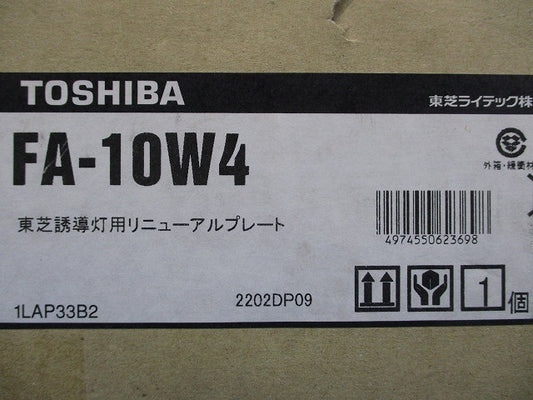 TOSHIBA
東芝ライテック株
FA-10W4
外箱・緩衝材
東芝誘導灯用リニューアルプレート
4974550623698
1LAP33B2
2202DP09
1個